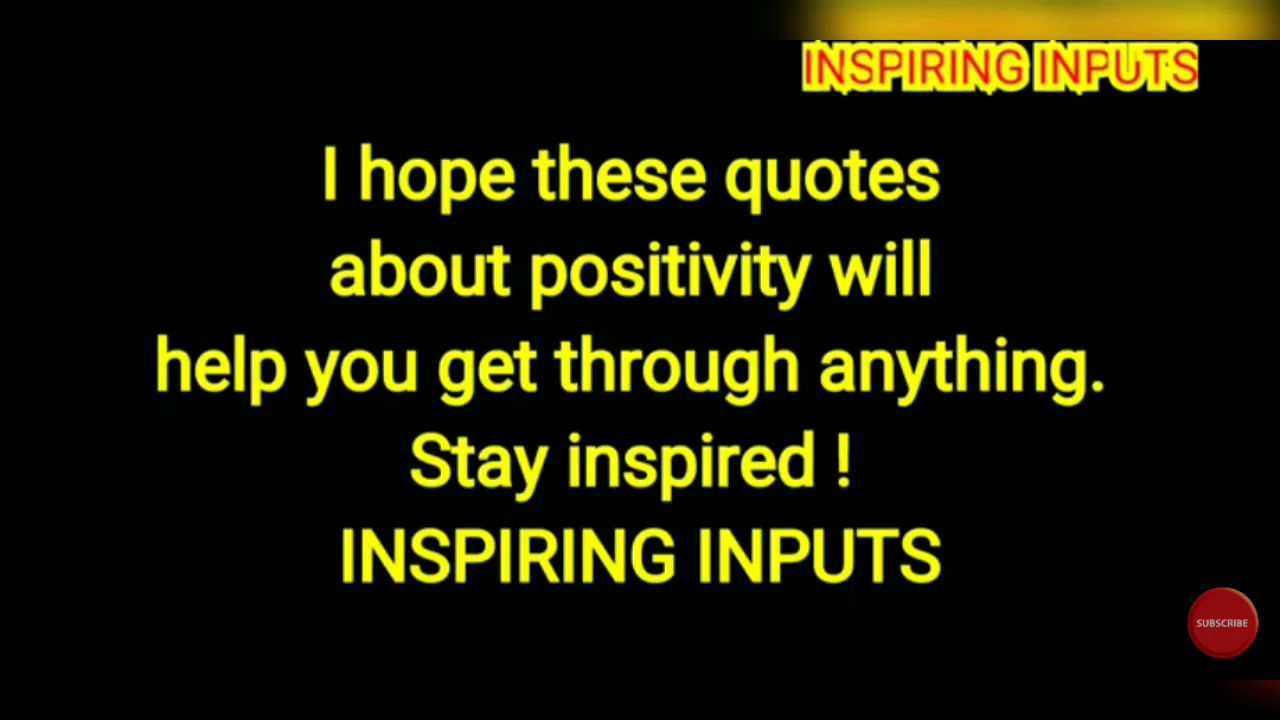 INSPIRING INPUTS
I hope these quotes
about positivity will
help you get through anything.
Stay inspired !
INSPIRING INPUTS
SUBSCRIBE